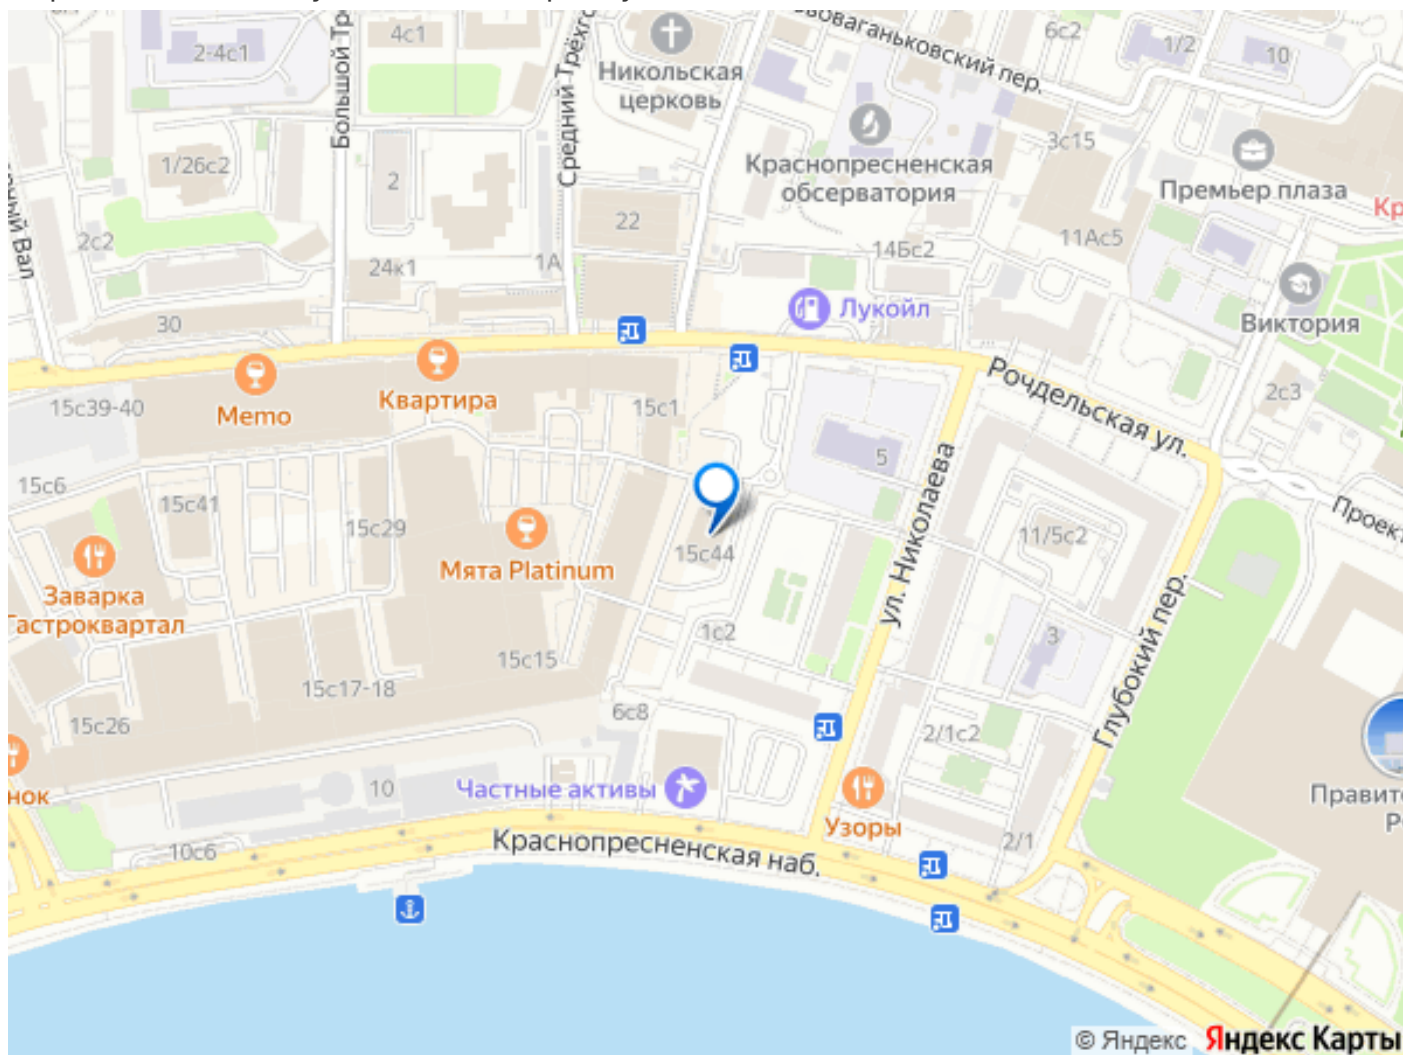 4с1
6с2
1/2
10
2-4с1
Большой Тр
Средний Трёхго
Никольская
церковь
вованьковский пер.
3с15
Краснопресненская
обсерватория
Премьер плаза
Кр
1/26с2
2
22
11Ас5
14Бс2
2с2
ный Вал
24к1
1А
Лукойл
Виктория
30
2с3
Рочдельская ул.
15с39-40
Memo
Квартира
15с1
5
ул. Николаева
15с6
15с41
15с29
11/5с2
Проект
Мята Platinum
15с44
Заварка
Гастроквартал
1с2
3
Глубокий пер.
15с15
15с17-18
15с26
6с8
2/1с2
нок
10
Частные активы
Узоры
Правит
Р
2/1
10с6
Краснопресненская наб.
© Яндекс Яндекс Карты